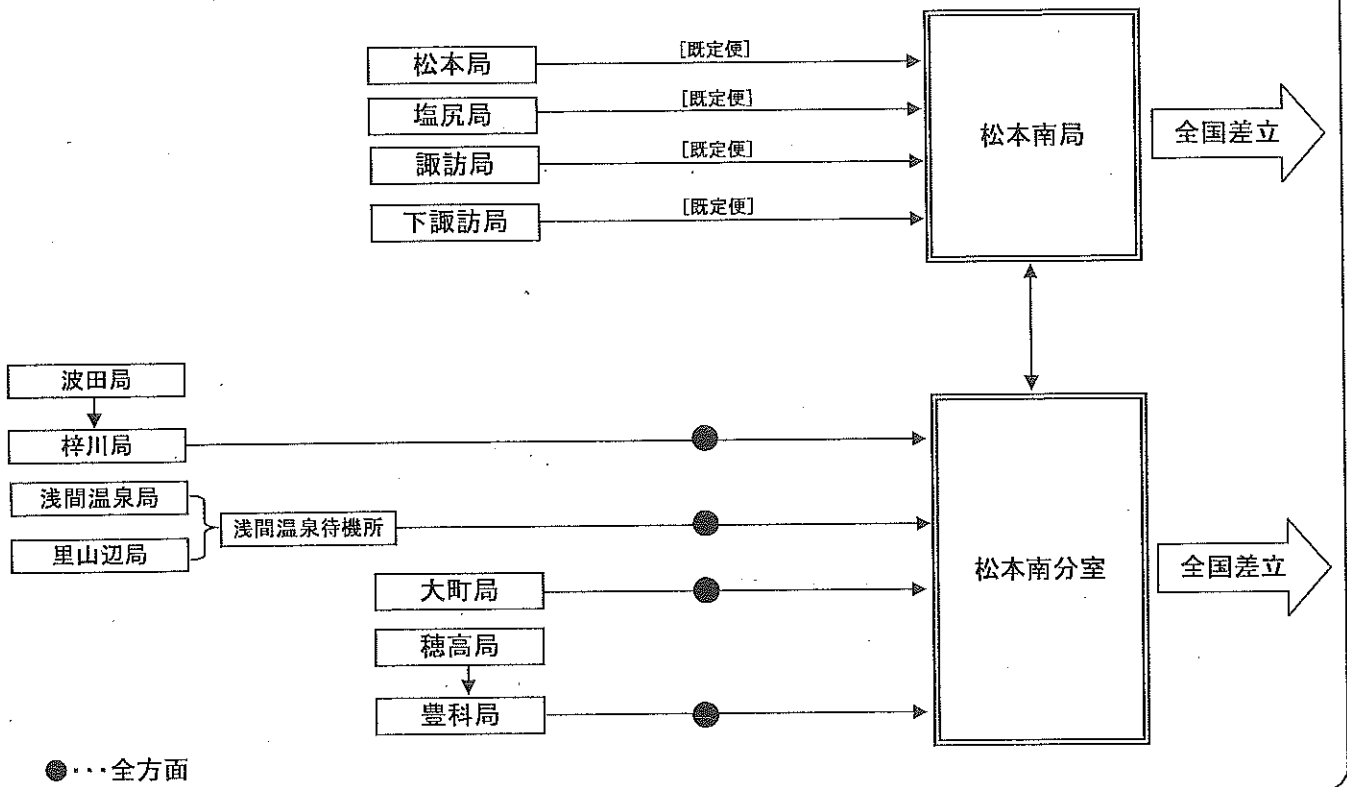 松本局
[既定便]
塩尻局
[既定便]
諏訪局
[既定便]
下諏訪局
[既定便]
松本南局
全国差立
波田局
梓川局
浅間温泉局
里山辺局
浅間温泉待機所
大町局
穂高局
豊科局
松本南分室
全国差立
●・・・全方面